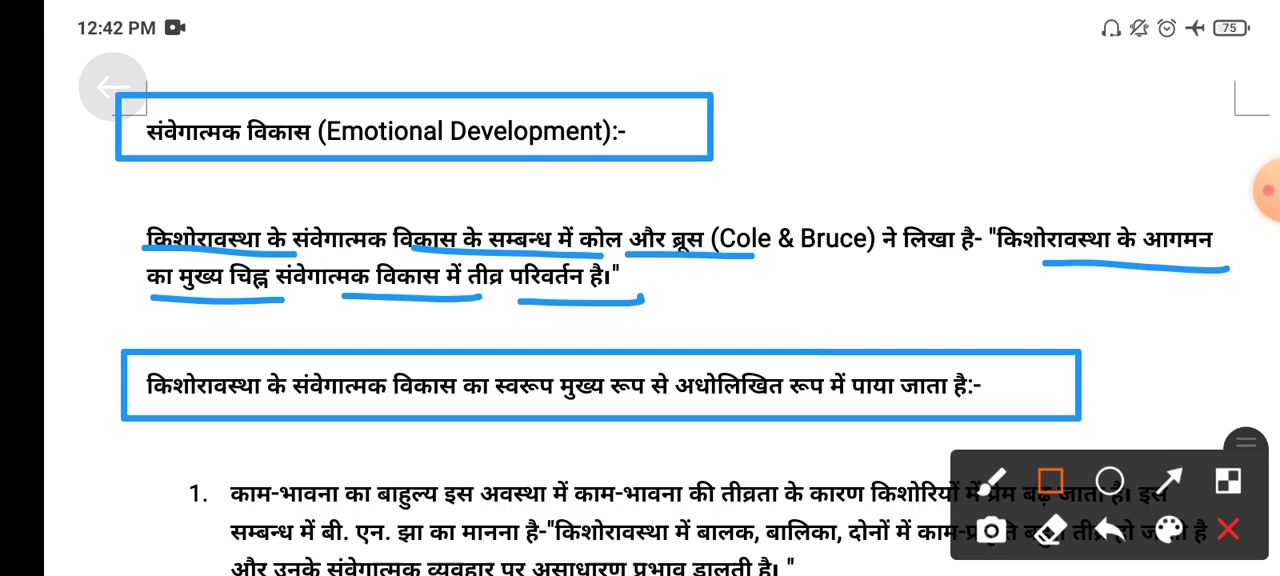 12:42 PM
75
संवेगात्मक विकास (Emotional Development):-
किशोरावस्था के संवेगात्मक विकास के सम्बन्ध में कोल और ब्रूस (Cole & Bruce) ने लिखा है- "किशोरावस्था के आगमन
का मुख्य चिह्न संवेगात्मक विकास में तीव्र परिवर्तन है।"
किशोरावस्था के संवेगात्मक विकास का स्वरूप मुख्य रूप से अधोलिखित रूप में पाया जाता है:-
1. काम-भावना का बाहुल्य इस अवस्था में काम-भावना की तीव्रता के कारण किशोरियों में प्रेम बढ़ जाता है। इस
सम्बन्ध में बी. एन. झा का मानना है-"किशोरावस्था में बालक, बालिका, दोनों में है
और उनके संवेगात्मक व्यवहार पर असाधारण प्रभाव डालती है। "